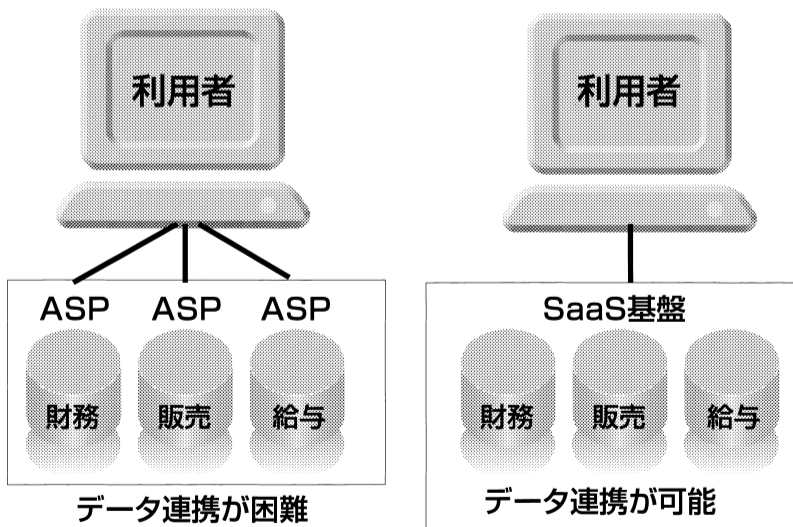 利用者
ASP ASP ASP
財務 販売 給与
データ連携が困難
利用者
SaaS基盤
財務 販売 給与
データ連携が可能